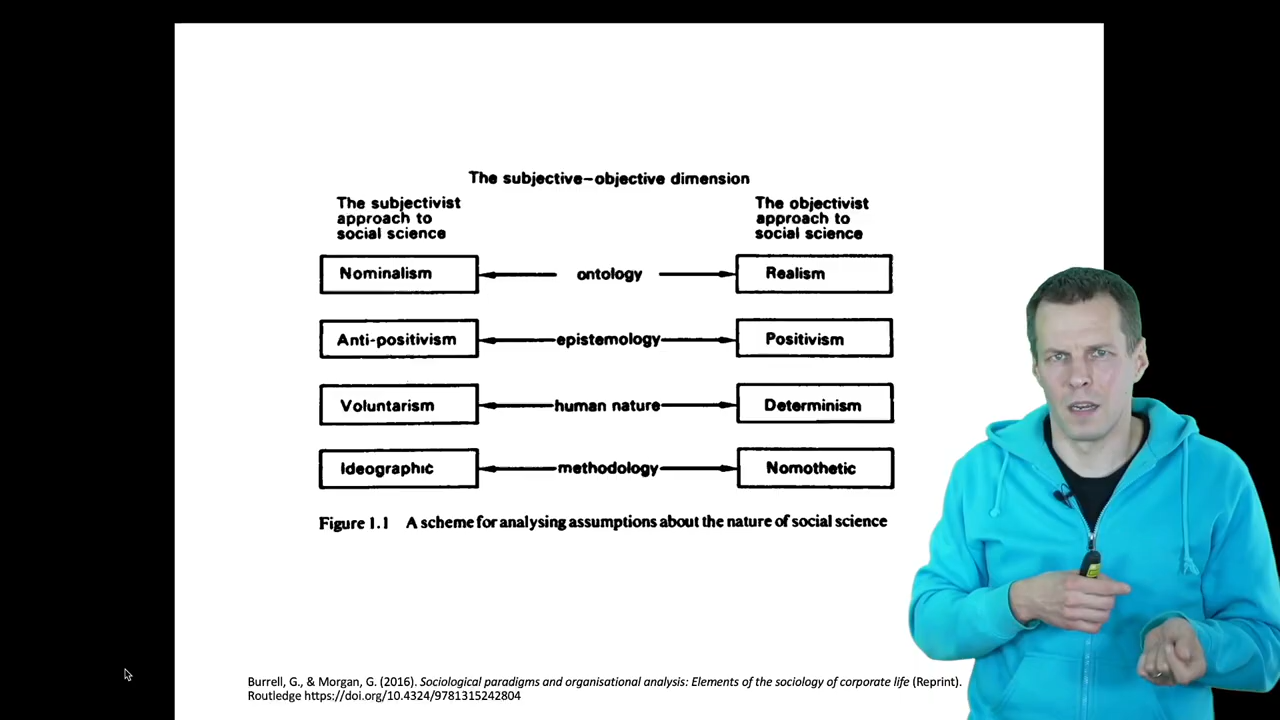 The subjective–objective dimension
The subjectivist
approach to
social science
The objectivist
approach to
social science
Nominalism ontology Realism
Anti-positivism epistemology Positivism
Voluntarism human nature Determinism
Ideographic methodology Nomothetic
Figure 1.1 A scheme for analysing assumptions about the nature of social science
Burrell, G., & Morgan, G. (2016). Sociological paradigms and organisational analysis: Elements of the sociology of corporate life (Reprint).
Routledge https://doi.org/10.4324/9781315242804